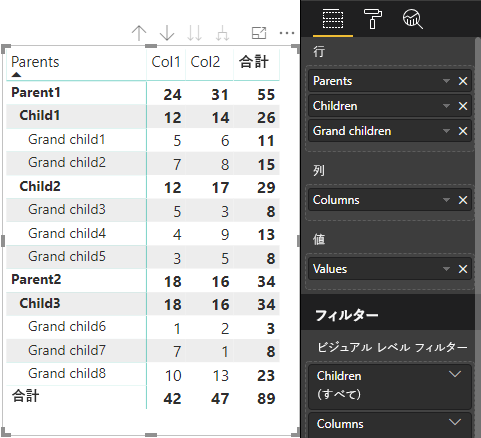 Parents Col1 Col2 合計
Parent1 24 31 55
Child1 12 14 26
Grand child1 5 6 11
Grand child2 7 8 15
Child2 12 17 29
Grand child3 5 3 8
Grand child4 4 9 13
Grand child5 3 5 8
Parent2 18 16 34
Child3 18 16 34
Grand child6 1 2 3
Grand child7 7 1 8
Grand child8 10 13 23
合計 42 47 89
行
Parents
Children
Grand children
列
Columns
値
Values
フィルター
ビジュアル レベル フィルター
Children
(すべて)
Columns